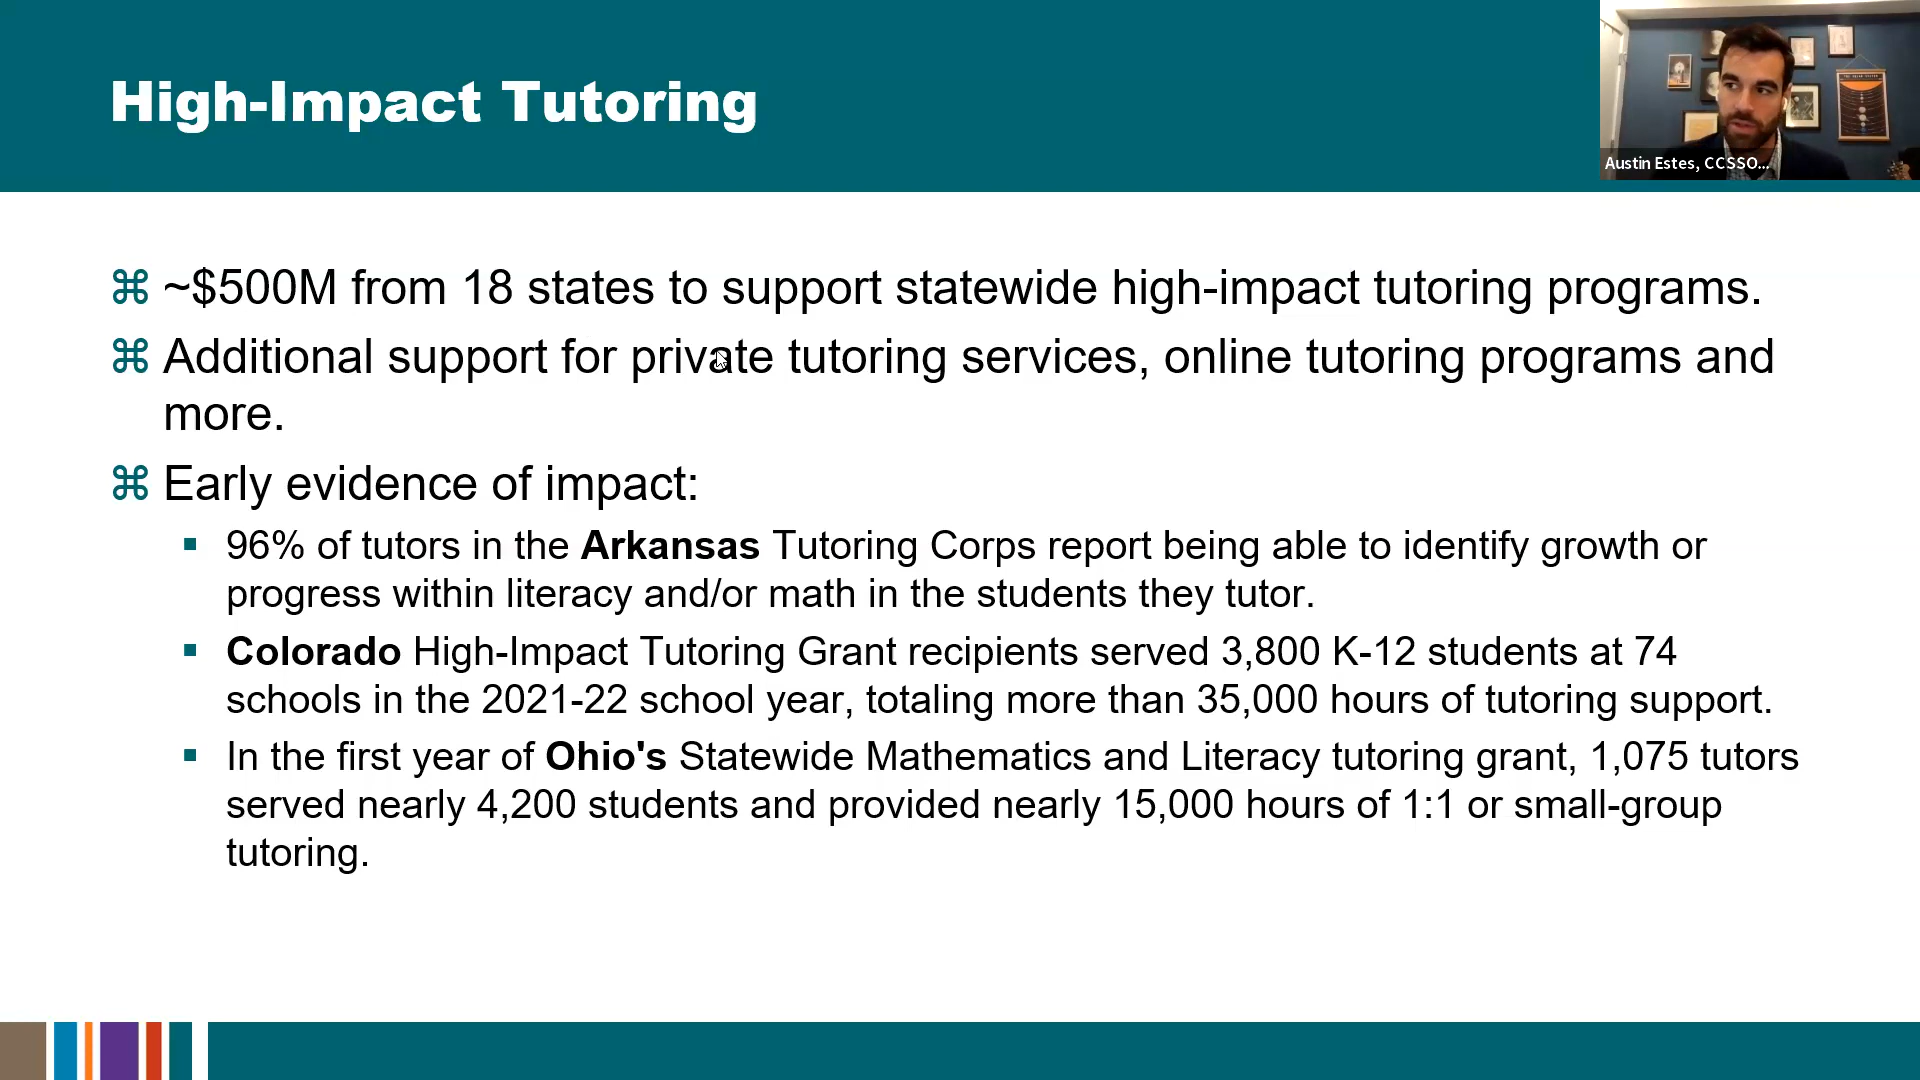 High-Impact Tutoring
Austin Estes, CCSSO...
⌘ ~$500M from 18 states to support statewide high-impact tutoring programs.
⌘ Additional support for private tutoring services, online tutoring programs and
more.
⌘ Early evidence of impact:
▪ 96% of tutors in the Arkansas Tutoring Corps report being able to identify growth or
progress within literacy and/or math in the students they tutor.
▪ Colorado High-Impact Tutoring Grant recipients served 3,800 K-12 students at 74
schools in the 2021-22 school year, totaling more than 35,000 hours of tutoring support.
▪ In the first year of Ohio's Statewide Mathematics and Literacy tutoring grant, 1,075 tutors
served nearly 4,200 students and provided nearly 15,000 hours of 1:1 or small-group
tutoring.